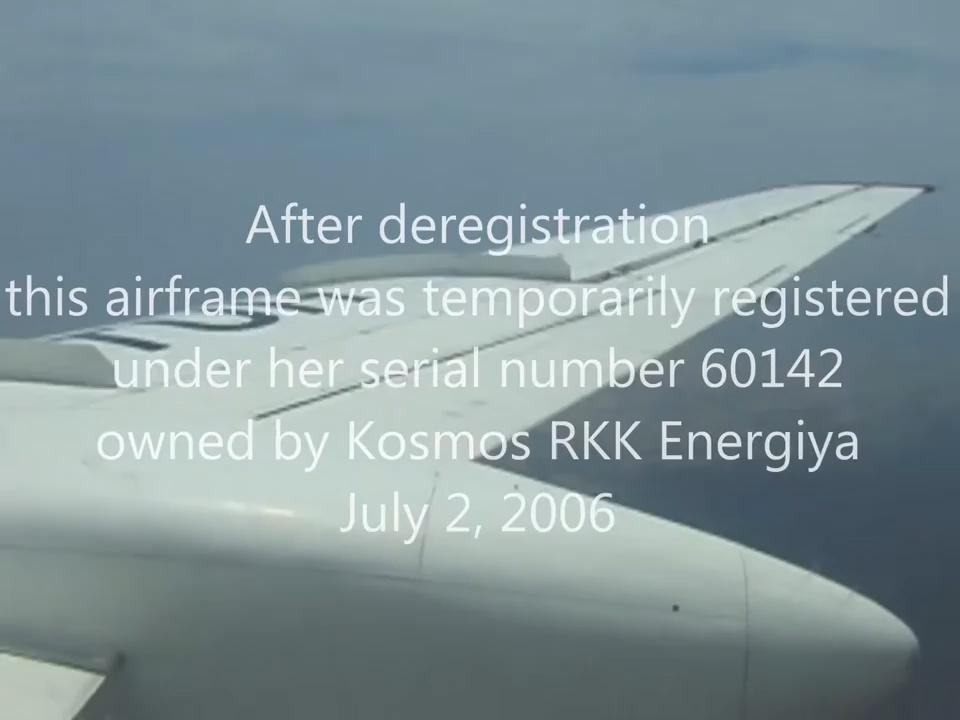 After deregistration
this airframe was temporarily registered
under her serial number 60142
owned by Kosmos RKK Energiya
July 2, 2006